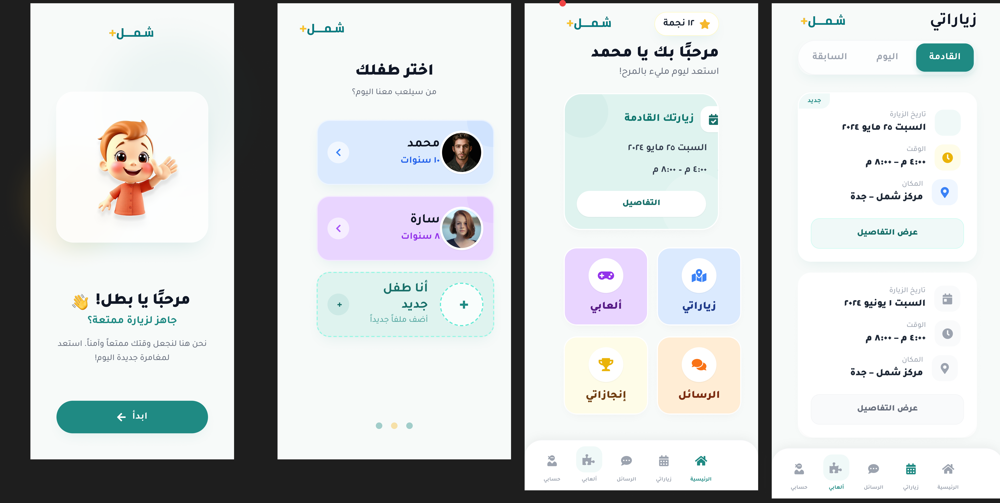 شمل+
مرحبًا يا بطل! 👋
جاهز لزيارة ممتعة؟
نحن هنا لنجعل وقتك ممتعاً وآمناً. استعد
لمغامرة جديدة اليوم!
ابدأ
شمل+
اختر طفلك
من سيلعب معنا اليوم؟
محمد
١٠ سنوات
سارة
٨ سنوات
أنا طفل
جديد
أضف ملفاً جديداً
١٢ نجمة
شمل+
مرحبًا بك يا محمد
استعد ليوم مليء بالمرح!
زيارتك القادمة
السبت ٢٥ مايو ٢٠٢٤
٤:٠٠ م - ٨:٠٠ م
التفاصيل
زياراتي
ألعابي
الرسائل
إنجازاتي
الرئيسية
زياراتي
الرسائل
ألعابي
حسابي
زياراتي
شمل+
القادمة
اليوم
السابقة
جديد
تاريخ الزيارة
السبت ٢٥ مايو ٢٠٢٤
الوقت
٤:٠٠ م – ٨:٠٠ م
المكان
مركز شمل – جدة
عرض التفاصيل
تاريخ الزيارة
السبت ١ يونيو ٢٠٢٤
الوقت
٤:٠٠ م – ٨:٠٠ م
المكان
مركز شمل – جدة
عرض التفاصيل
الرئيسية
زياراتي
الرسائل
ألعابي
حسابي